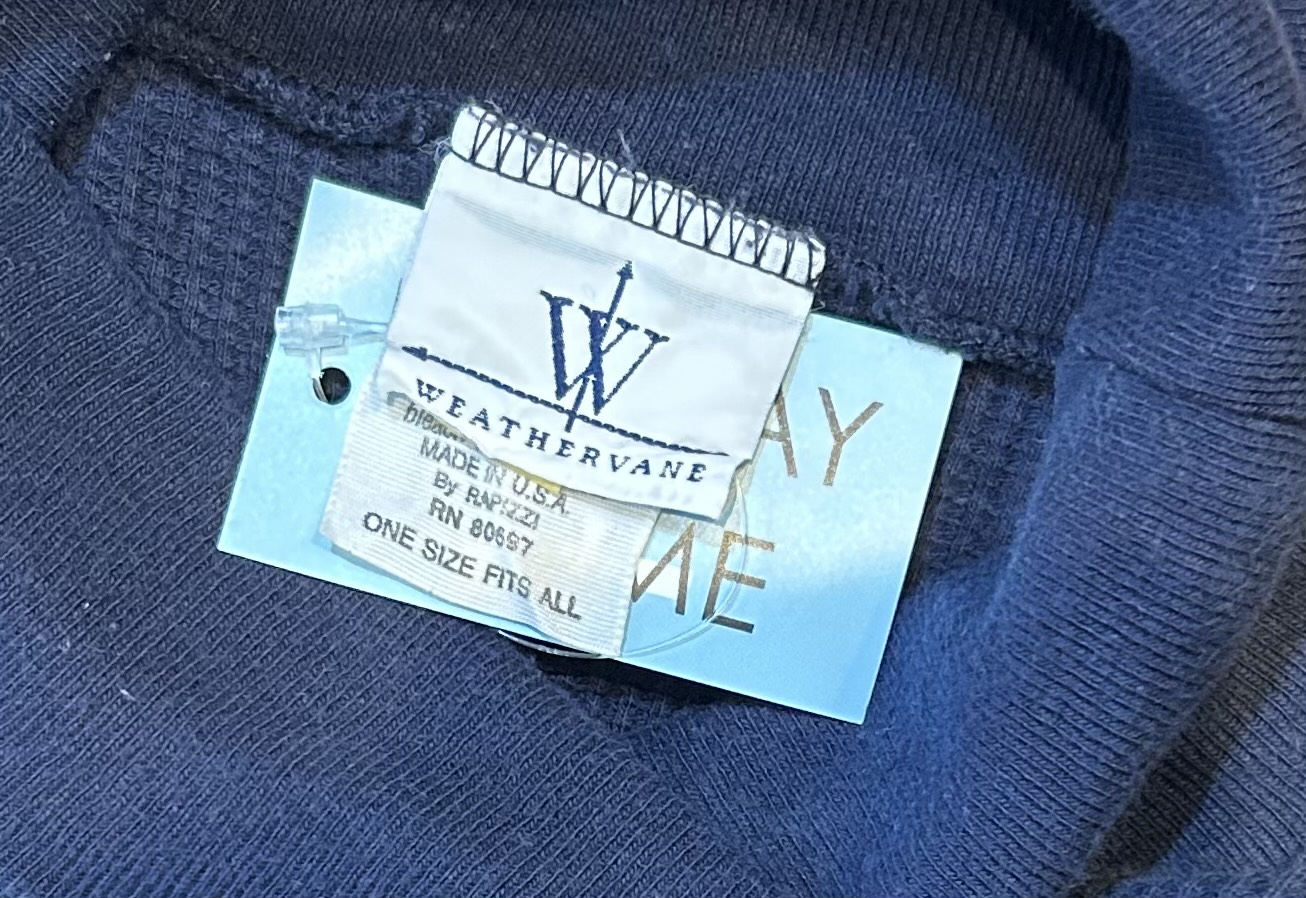 W
WEATHERVANE
MADE IN U.S.A.
By RAPIZZI
RN 80697
ONE SIZE FITS ALL
AY
ME